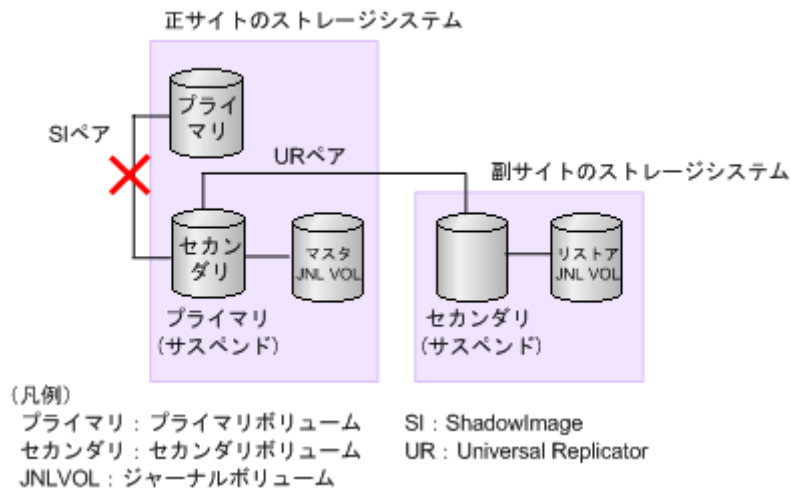 正サイトのストレージシステム
プライ
マリ
SIペア
URペア
副サイトのストレージシステム
セカン
ダリ
マスタ
JNL VOL
リストア
JNL VOL
プライマリ
(サスペンド)
セカンダリ
(サスペンド)
(凡例)
プライマリ：プライマリボリューム
SI：ShadowImage
セカンダリ：セカンダリボリューム
UR：Universal Replicator
JNLVOL：ジャーナルボリューム